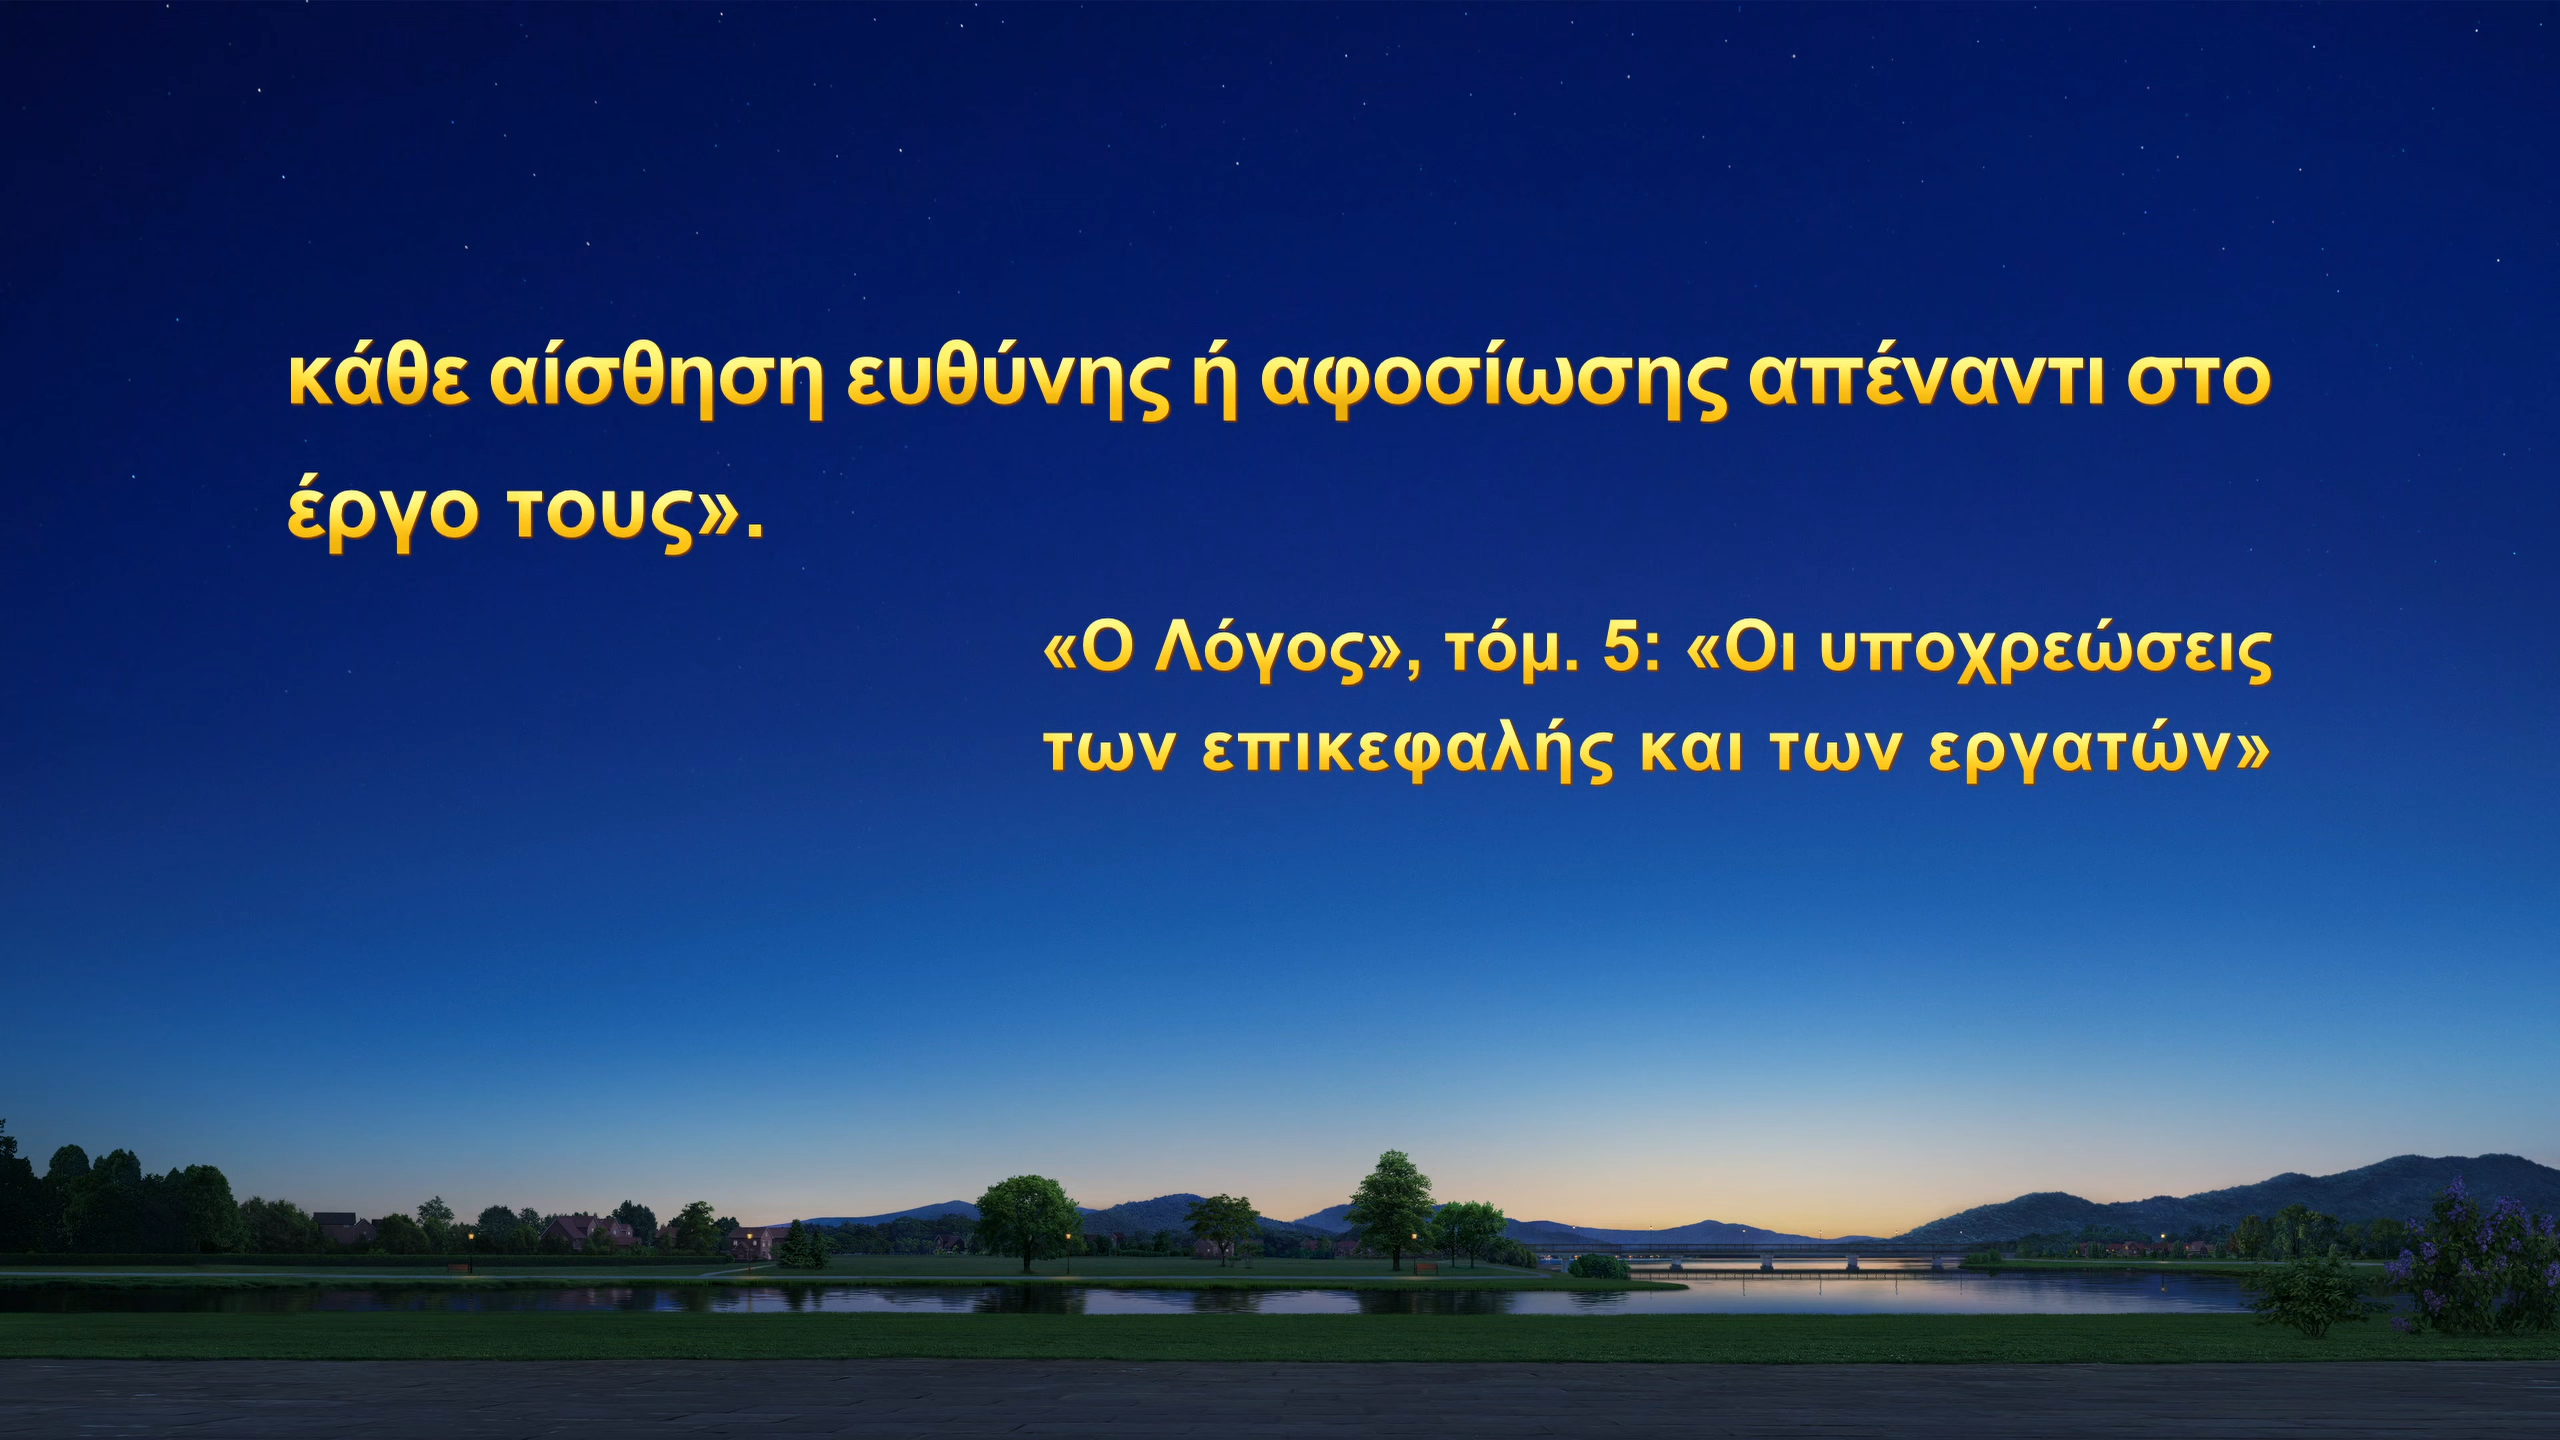 κάθε αίσθηση ευθύνης ή αφοσίωσης απέναντι στο
έργο τους».
«Ο Λόγος», τόμ. 5: «Οι υποχρεώσεις
των επικεφαλής και των εργατών»